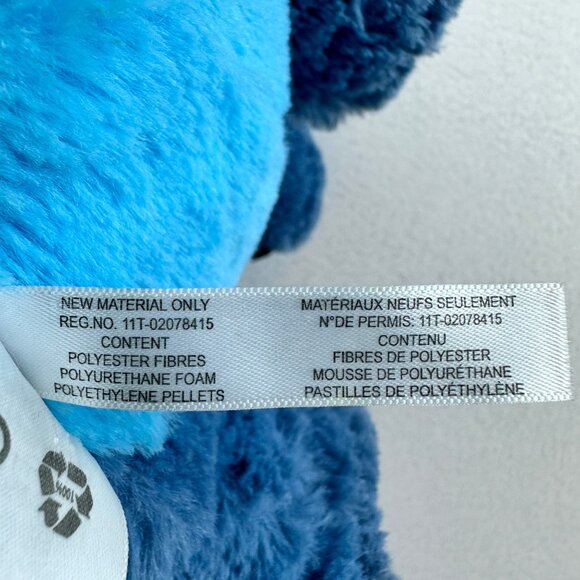 NEW MATERIAL ONLY
REG.NO. 11T-02078415
CONTENT
POLYESTER FIBRES
POLYURETHANE FOAM
POLYETHYLENE PELLETS
MATÉRIAUX NEUFS SEULEMENT
N°DE PERMIS: 11T-02078415
CONTENU
FIBRES DE POLYESTER
MOUSSE DE POLYURÉTHANE
PASTILLES DE POLYÉTHYLÈNE
100%